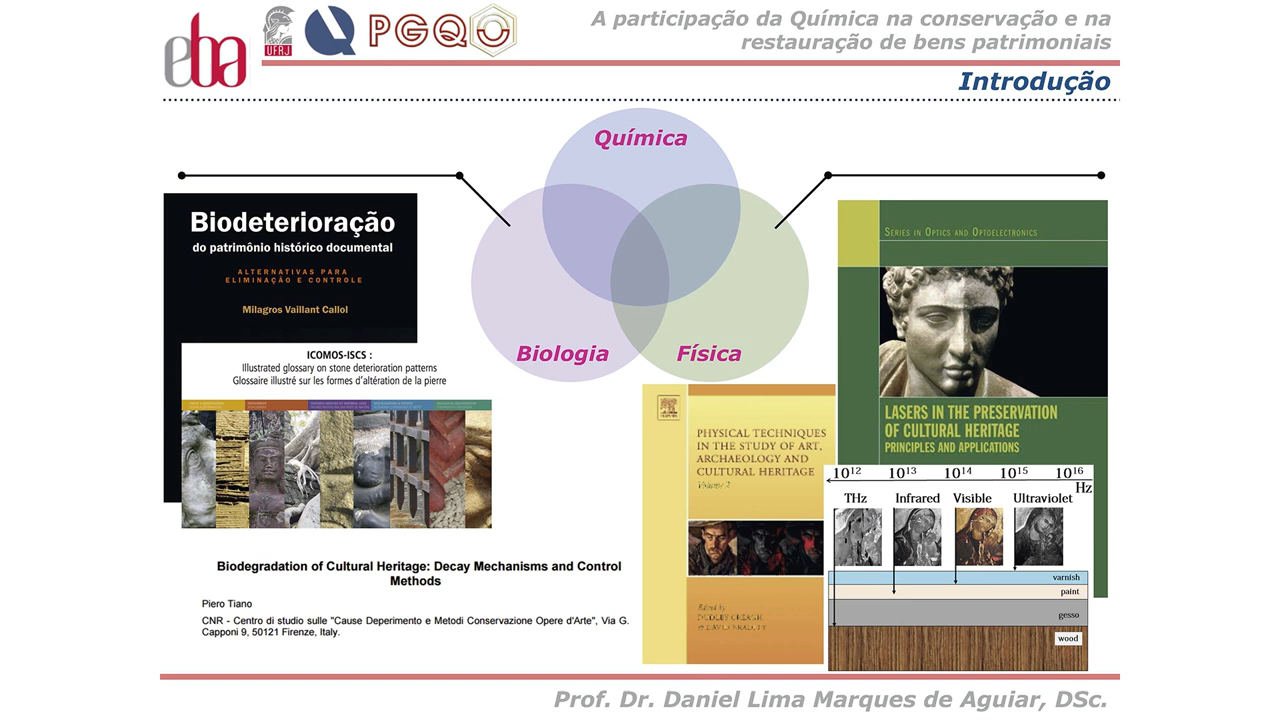 eba
UFRJ
PGQQ
A participação da Química na conservação e na
restauração de bens patrimoniais
Introdução
Química
Biologia
Física
Biodeterioração
do patrimônio histórico documental
ALTERNATIVAS PARA
ELIMINAÇÃO E CONTROLE
Milagros Vaillant Callol
ICOMOS-ISCS :
Illustrated glossary on stone deterioration patterns
Glossaire illustré sur les formes d'altération de la pierre
Biodegradation of Cultural Heritage: Decay Mechanisms and Control
Methods
Piero Tiano
CNR - Centro di studio sulle "Cause Deperimento e Metodi Conservazione Opere d'Arte", Via G.
Capponi 9, 50121 Firenze, Italy.
PHYSICAL TECHNIQUES
IN THE STUDY OF ART,
ARCHAEOLOGY AND
CULTURAL HERITAGE
Edited by
DUDLEY CREAGH
SERIES IN OPTICS AND OPTOELECTRONICS
LASERS IN THE PRESERVATION
OF CULTURAL HERITAGE
PRINCIPLES AND APPLICATIONS
10¹² 10¹³ 10¹⁴ 10¹⁵ 10¹⁶
Hz
THz Infrared Visible Ultraviolet
varnish
paint
gesso
wood
Prof. Dr. Daniel Lima Marques de Aguiar, DSc.